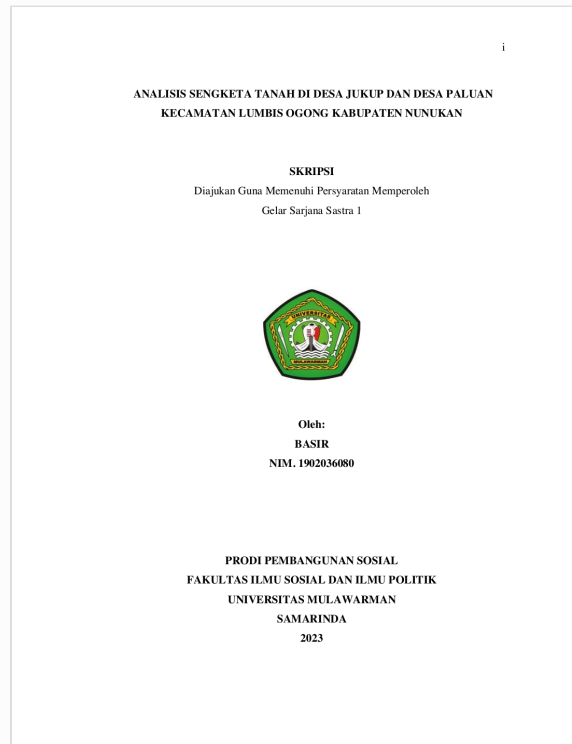 i
ANALISIS SENGKETA TANAH DI DESA JUKUP DAN DESA PALUAN
KECAMATAN LUMBIS OGONG KABUPATEN NUNUKAN
SKRIPSI
Diajukan Guna Memenuhi Persyaratan Memperoleh
Gelar Sarjana Sastra 1
UNIVERSITAS
MULAWARMAN
Oleh:
BASIR
NIM. 1902036080
PRODI PEMBANGUNAN SOSIAL
FAKULTAS ILMU SOSIAL DAN ILMU POLITIK
UNIVERSITAS MULAWARMAN
SAMARINDA
2023